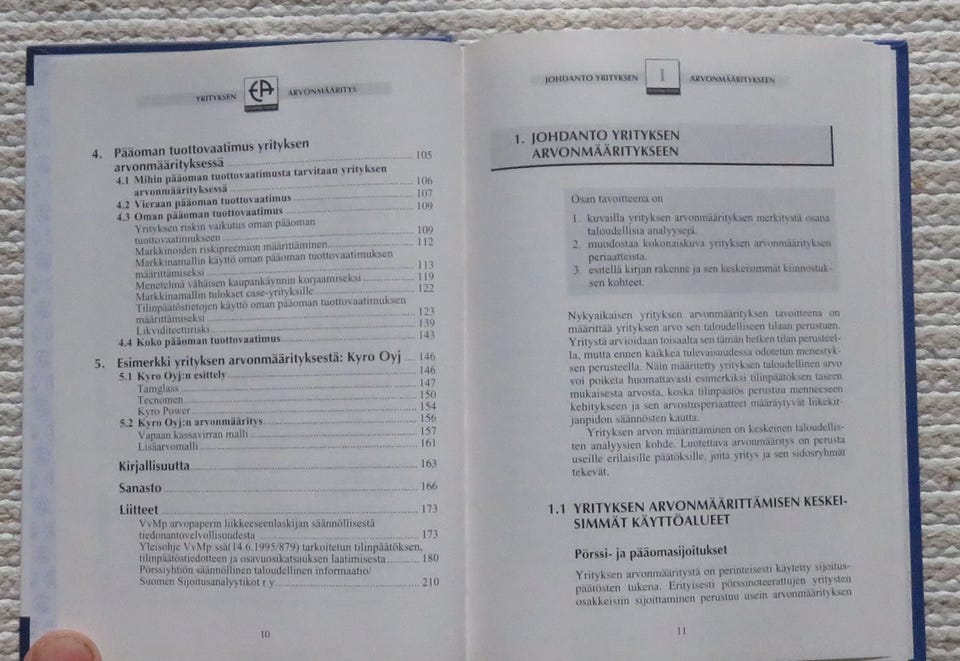 YRITYKSEN EA ARVONMÄÄRITYS
4. Pääoman tuottovaatimus yrityksen
arvonmäärityksessä 105
4.1 Mihin pääoman tuottovaatimusta tarvitaan yrityksen
arvonmäärityksessä 106
4.2 Vieraan pääoman tuottovaatimus 107
4.3 Oman pääoman tuottovaatimus 109
Yrityksen riskin vaikutus oman pääoman
tuottovaatimukseen 109
Markkinoiden riskipreemion määrittäminen 112
Markkinamallin käyttö oman pääoman tuottovaatimuksen
määrittämiseksi 113
Menetelmä vähäisen kaupankäynnin korjaamiseksi 119
Markkinamallin tulokset case-yrityksille 122
Tilinpäätöstietojen käyttö oman pääoman tuottovaatimuksen
määrittämiseksi 123
Likviditeettiriski 139
4.4 Koko pääoman tuottovaatimus 143
5. Esimerkki yrityksen arvonmäärityksestä: Kyro Oyj 146
5.1 Kyro Oyj:n esittely 146
Tamglass 147
Tecnomen 150
Kyro Power 154
5.2 Kyro Oyj:n arvonmääritys 156
Vapaan kassavirran malli 157
Lisäarvomalli 161
Kirjallisuutta 163
Sanasto 166
Liitteet 173
VvMp arvopaperin liikkeeseenlaskijan säännöllisestä
tiedonantovelvollisuudesta 173
Yleisohje VvMp:ssä(14.6.1995/879) tarkoitetun tilinpäätöksen,
tilinpäätöstiedotteen ja osavuosikatsauksen laatimisesta 180
Pörssiyhtiön säännöllinen taloudellinen informaatio/
Suomen Sijoitusanalyytikot r.y 210
10
JOHDANTO YRITYKSEN I ARVONMÄÄRITYKSEEN
1. JOHDANTO YRITYKSEN
ARVONMÄÄRITYKSEEN
Osan tavoitteena on
1. kuvailla yrityksen arvonmäärityksen merkitystä osana
taloudellisia analyysejä.
2. muodostaa kokonaiskuva yrityksen arvonmäärityksen
periaatteista.
3. esitellä kirjan rakenne ja sen keskeisimmät kiinnostuk-
sen kohteet.
Nykyaikaisen yrityksen arvonmäärityksen tavoitteena on
määrittää yrityksen arvo sen taloudelliseen tilaan perustuen.
Yritystä arvioidaan toisaalta sen tämän hetken tilan perusteel-
la, mutta ennen kaikkea tulevaisuudessa odotetun menestyk-
sen perusteella. Näin määritetty yrityksen taloudellinen arvo
voi poiketa huomattavasti esimerkiksi tilinpäätöksen taseen
mukaisesta arvosta, koska tilinpäätös perustuu menneeseen
kehitykseen ja sen arvostusperiaatteet määräytyvät liikekir-
janpidon säännösten kautta.
Yrityksen arvon määrittäminen on keskeinen taloudellis-
ten analyysien kohde. Luotettava arvonmääritys on perusta
useille erilaisille päätöksille, joita yritys ja sen sidosryhmät
tekevät.
1.1 YRITYKSEN ARVONMÄÄRITTÄMISEN KESKEI-
SIMMÄT KÄYTTÖALUEET
Pörssi- ja pääomasijoitukset
Yrityksen arvonmääritystä on perinteisesti käytetty sijoitus-
päätösten tukena. Erityisesti pörssinoteerattujen yritysten
osakkeisiin sijoittaminen perustuu usein arvonmäärityksen
11